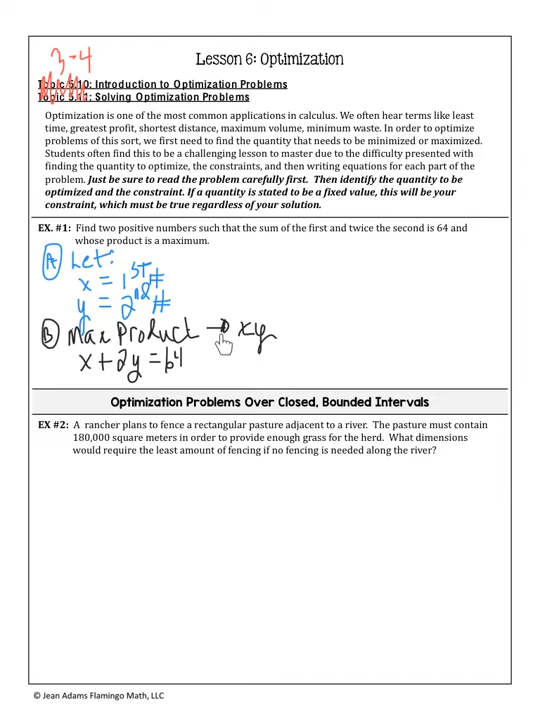 3-4
Lesson 6: Optimization
Topic 5.10: Introduction to Optimization Problems
Topic 5.11: Solving Optimization Problems
Optimization is one of the most common applications in calculus. We often hear terms like least
time, greatest profit, shortest distance, maximum volume, minimum waste. In order to optimize
problems of this sort, we first need to find the quantity that needs to be minimized or maximized.
Students often find this to be a challenging lesson to master due to the difficulty presented with
finding the quantity to optimize, the constraints, and then writing equations for each part of the
problem. Just be sure to read the problem carefully first. Then identify the quantity to be
optimized and the constraint. If a quantity is stated to be a fixed value, this will be your
constraint, which must be true regardless of your solution.
EX. #1: Find two positive numbers such that the sum of the first and twice the second is 64 and
whose product is a maximum.
A Let:
x = 1st #
y = 2nd #
B Max Product → xy
x + 2y = 64
Optimization Problems Over Closed, Bounded Intervals
EX #2: A rancher plans to fence a rectangular pasture adjacent to a river. The pasture must contain
180,000 square meters in order to provide enough grass for the herd. What dimensions
would require the least amount of fencing if no fencing is needed along the river?
© Jean Adams Flamingo Math, LLC